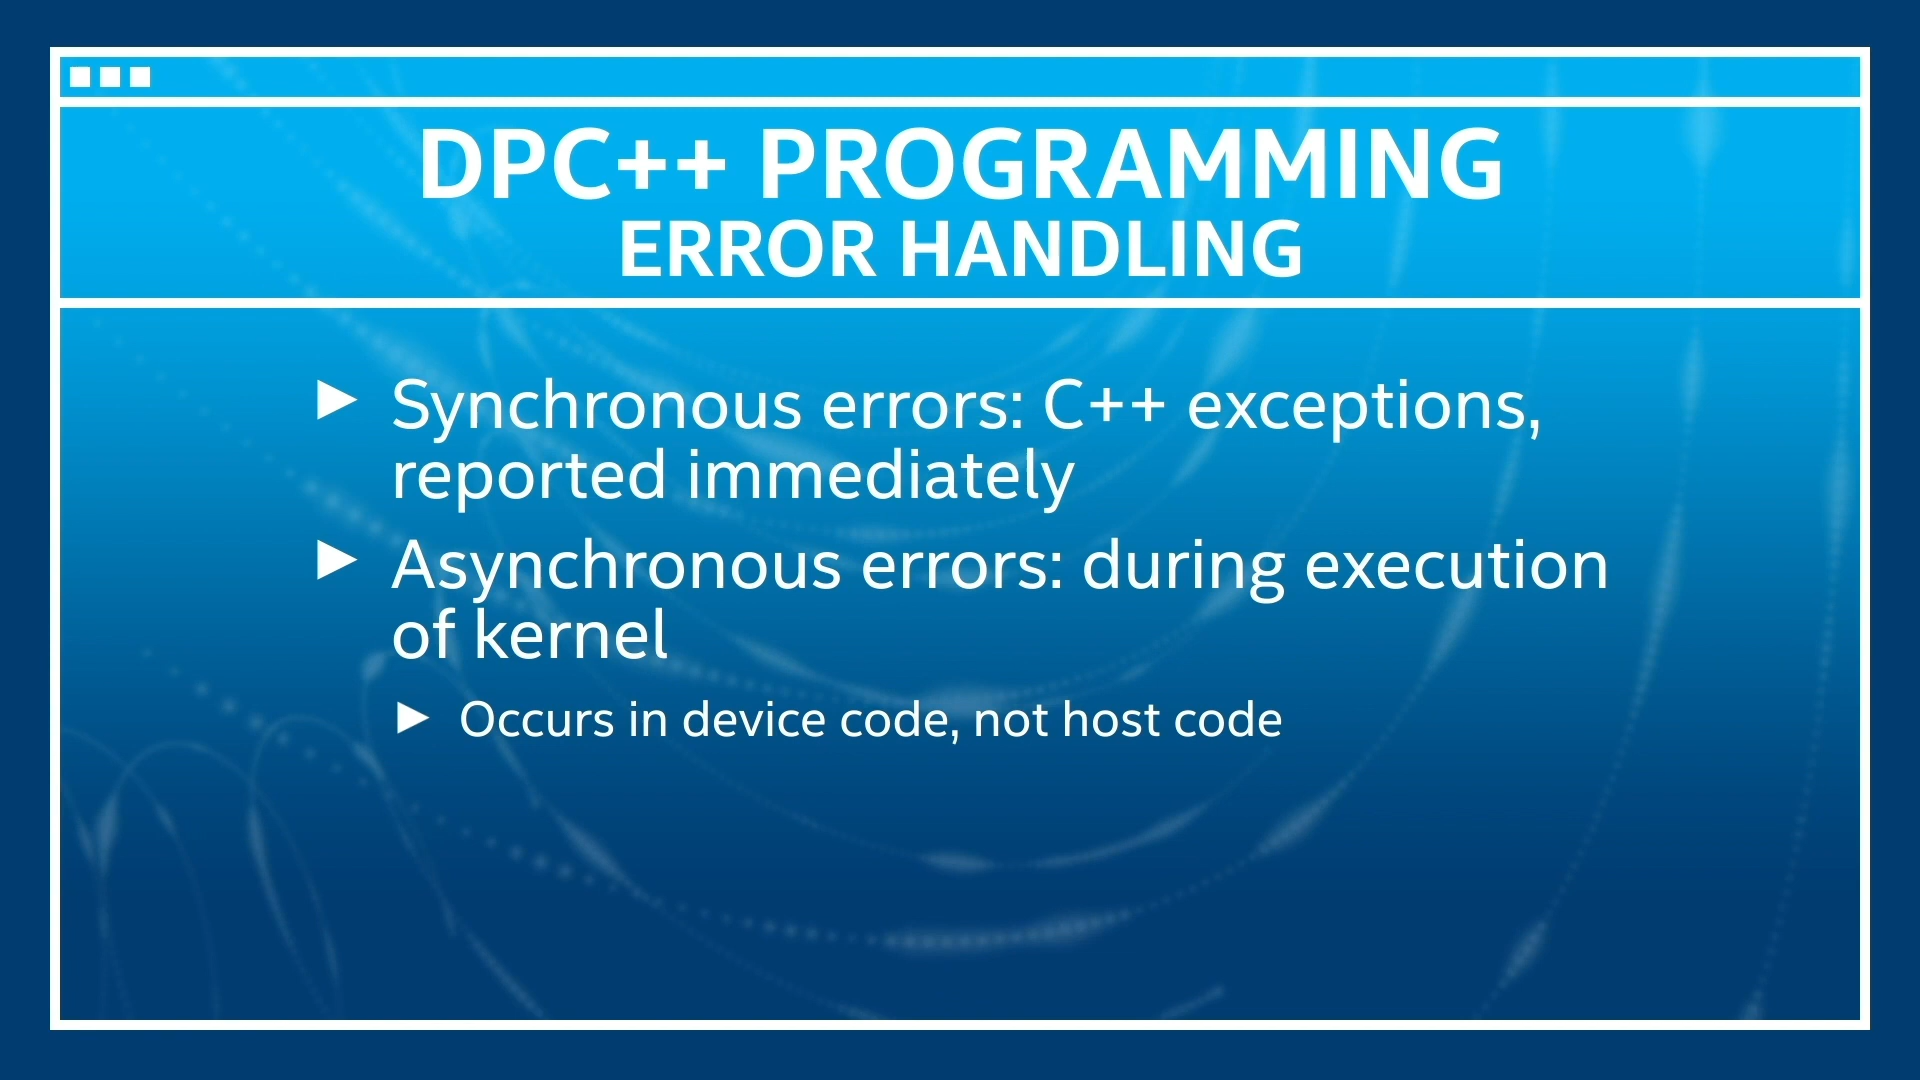 DPC++ PROGRAMMING
ERROR HANDLING
Synchronous errors: C++ exceptions,
reported immediately
Asynchronous errors: during execution
of kernel
Occurs in device code, not host code